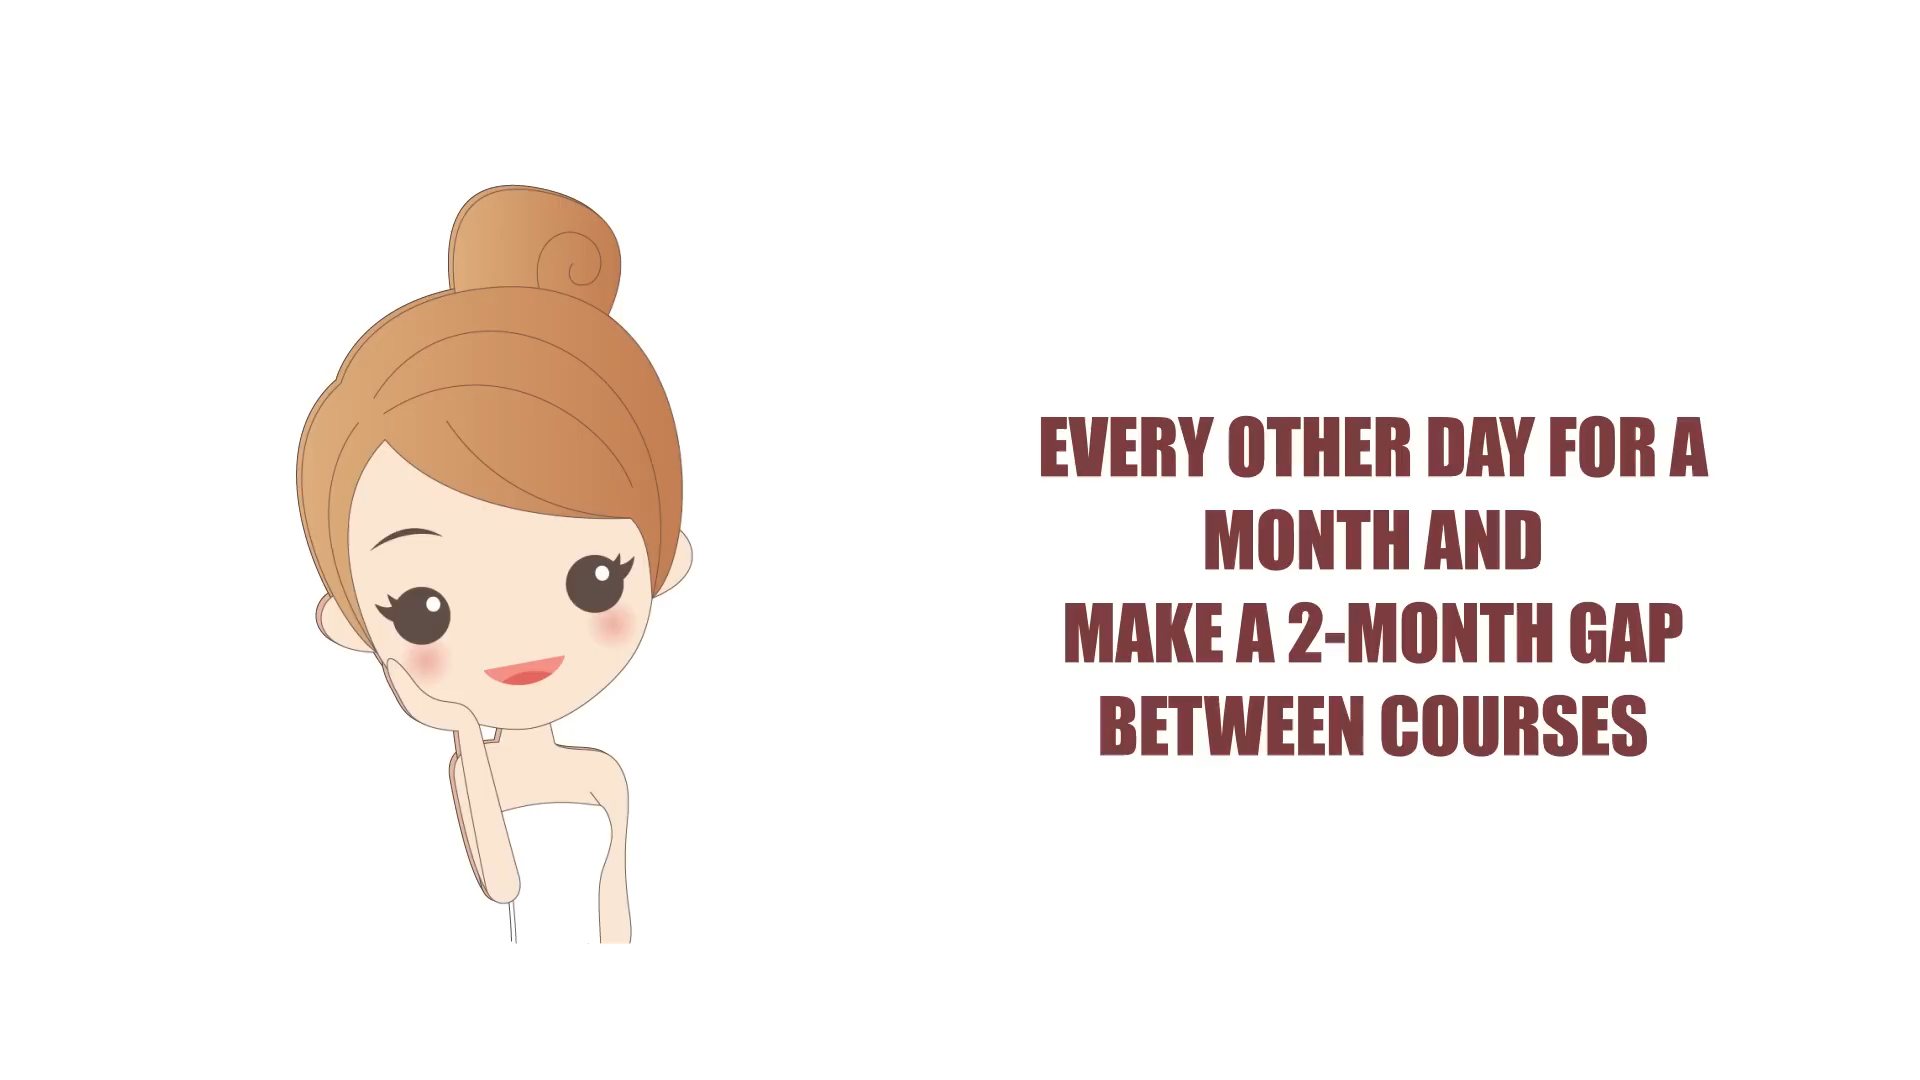 EVERY OTHER DAY FOR A
MONTH AND
MAKE A 2-MONTH GAP
BETWEEN COURSES